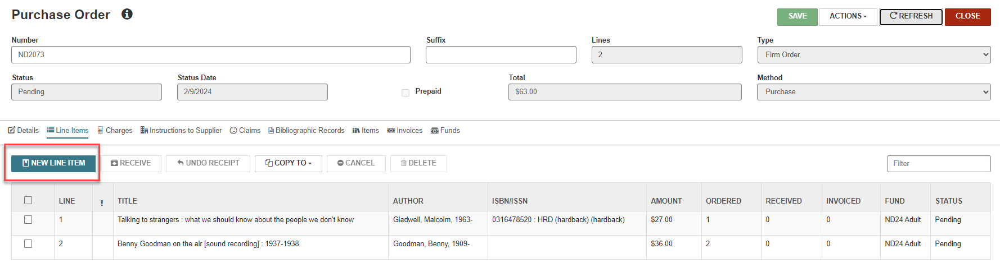 Purchase Order
SAVE ACTIONS REFRESH CLOSE
Number Suffix Lines Type
ND2073 2 Firm Order
Status Status Date Prepaid Total Method
Pending 2/9/2024 $63.00 Purchase
Details Line Items Charges Instructions to Supplier Claims Bibliographic Records Items Invoices Funds
NEW LINE ITEM RECEIVE UNDO RECEIPT COPY TO CANCEL DELETE Filter
LINE ! TITLE AUTHOR ISBN/ISSN AMOUNT ORDERED RECEIVED INVOICED FUND STATUS
1 Talking to strangers : what we should know about the people we don't know Gladwell, Malcolm, 1963- 0316478520 : HRD (hardback) (hardback) $27.00 1 0 0 ND24 Adult Pending
2 Benny Goodman on the air [sound recording] : 1937-1938. Goodman, Benny, 1909- $36.00 2 0 0 ND24 Adult Pending